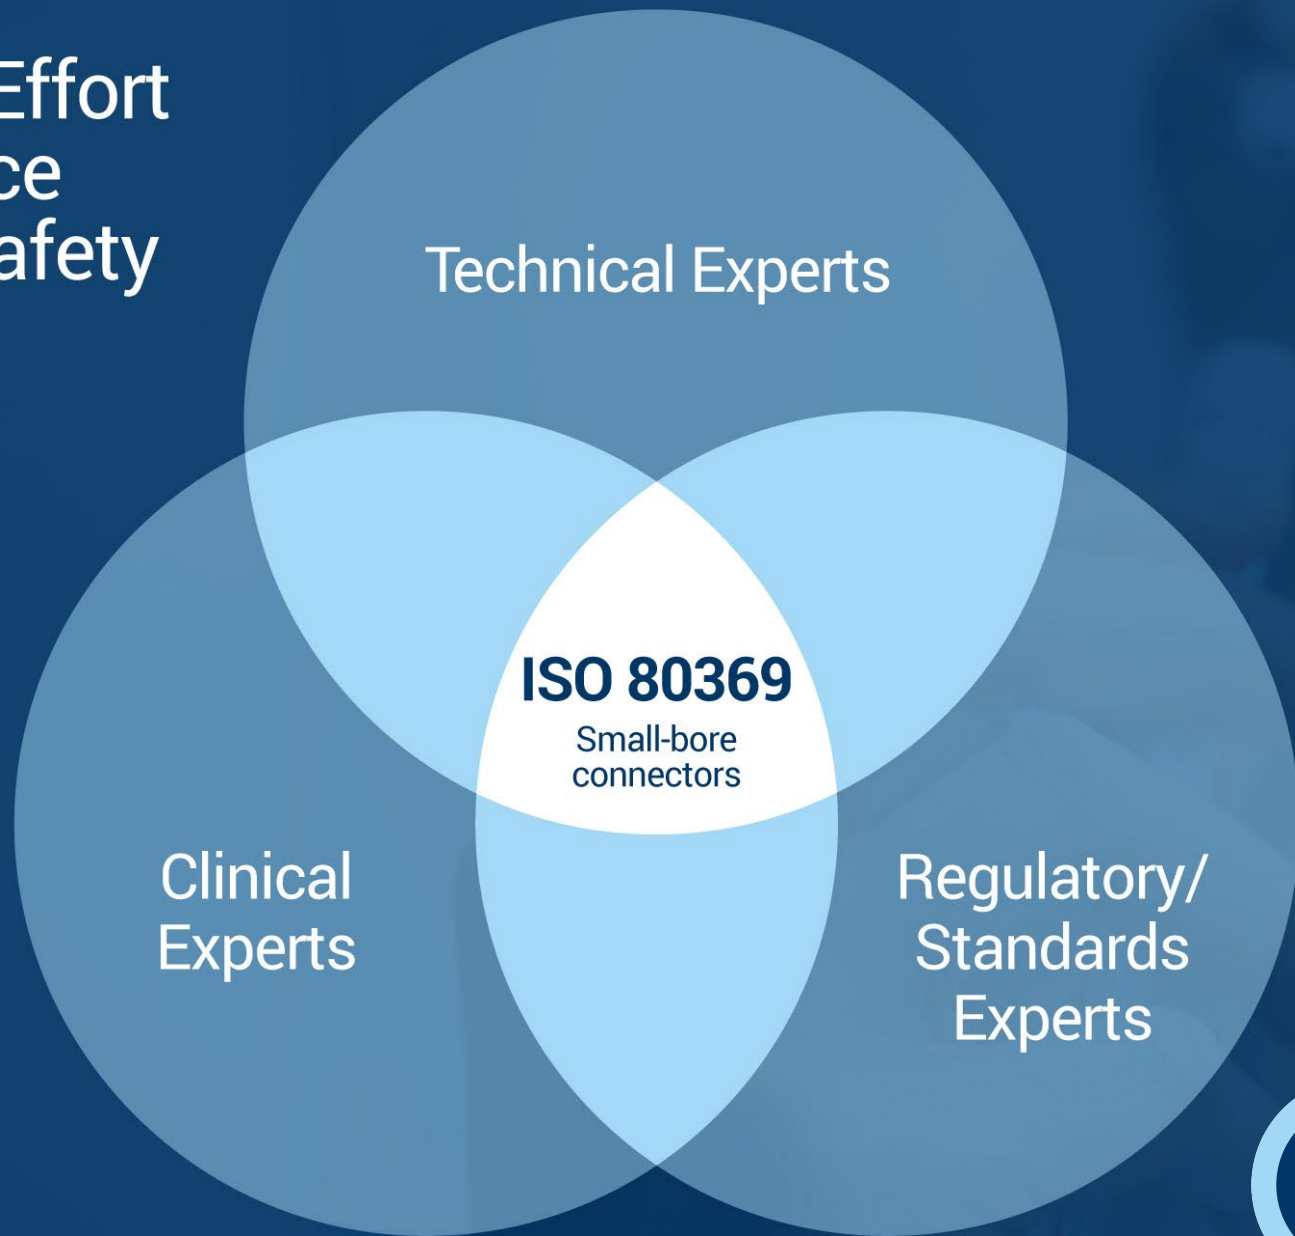 Effort
ce
afety
Technical Experts
ISO 80369
Small-bore
connectors
Clinical
Experts
Regulatory/
Standards
Experts